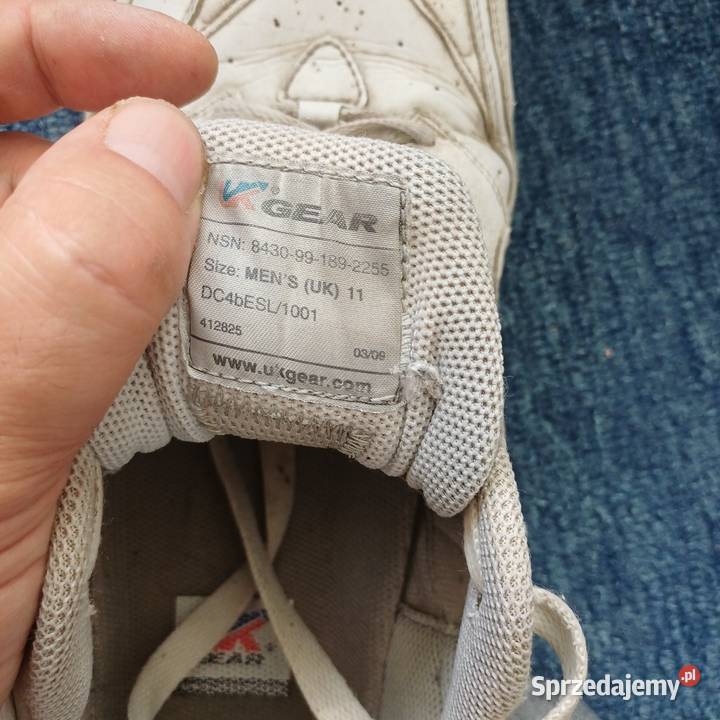 UK GEAR
NSN: 8430-99-189-2255
Size: MEN'S (UK) 11
DC4bESL/1001
412825 03/09
www.ukgear.com
UK
GEAR
Sprzedajemy.pl